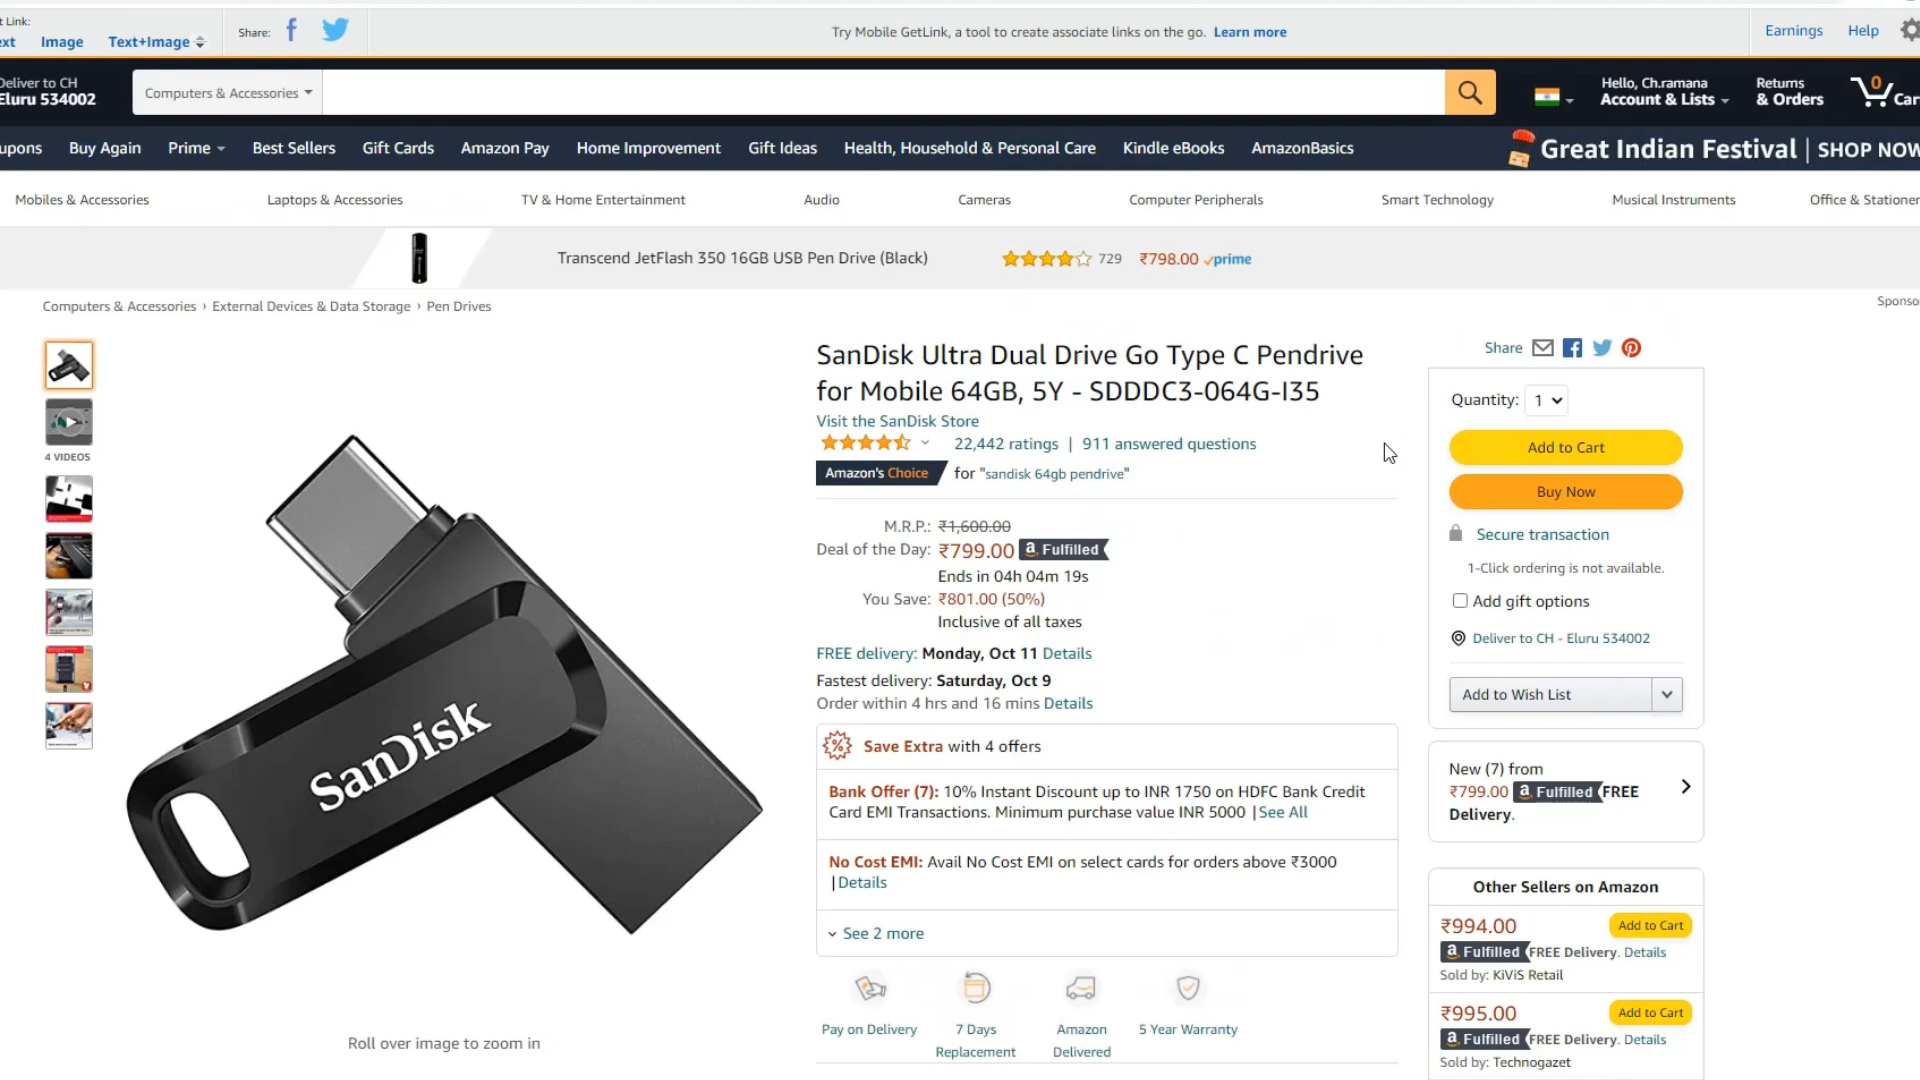 t Link:
ext Image Text+Image Share:
Try Mobile GetLink, a tool to create associate links on the go. Learn more
Earnings Help
Deliver to CH
Eluru 534002
Computers & Accessories
Hello, Ch.ramana
Account & Lists
Returns
& Orders
0
Car
upons Buy Again Prime Best Sellers Gift Cards Amazon Pay Home Improvement Gift Ideas Health, Household & Personal Care Kindle eBooks AmazonBasics Great Indian Festival | SHOP NOW
Mobiles & Accessories Laptops & Accessories TV & Home Entertainment Audio Cameras Computer Peripherals Smart Technology Musical Instruments Office & Stationer
Transcend JetFlash 350 16GB USB Pen Drive (Black) 729 ₹798.00 prime
Computers & Accessories › External Devices & Data Storage › Pen Drives
Sponso
4 VIDEOS
SanDisk
Roll over image to zoom in
SanDisk Ultra Dual Drive Go Type C Pendrive
for Mobile 64GB, 5Y - SDDDC3-064G-I35
Visit the SanDisk Store
22,442 ratings | 911 answered questions
Amazon's Choice for "sandisk 64gb pendrive"
M.R.P.: ₹1,600.00
Deal of the Day: ₹799.00 a Fulfilled
Ends in 04h 04m 19s
You Save: ₹801.00 (50%)
Inclusive of all taxes
FREE delivery: Monday, Oct 11 Details
Fastest delivery: Saturday, Oct 9
Order within 4 hrs and 16 mins Details
% Save Extra with 4 offers
Bank Offer (7): 10% Instant Discount up to INR 1750 on HDFC Bank Credit
Card EMI Transactions. Minimum purchase value INR 5000 | See All
No Cost EMI: Avail No Cost EMI on select cards for orders above ₹3000
| Details
See 2 more
Pay on Delivery
7 Days
Replacement
Amazon
Delivered
5 Year Warranty
Share
Quantity: 1
Add to Cart
Buy Now
Secure transaction
1-Click ordering is not available.
Add gift options
Deliver to CH - Eluru 534002
Add to Wish List
New (7) from
₹799.00 a Fulfilled FREE
Delivery.
Other Sellers on Amazon
₹994.00 Add to Cart
a Fulfilled FREE Delivery. Details
Sold by: KiViS Retail
₹995.00 Add to Cart
a Fulfilled FREE Delivery. Details
Sold by: Technogazet